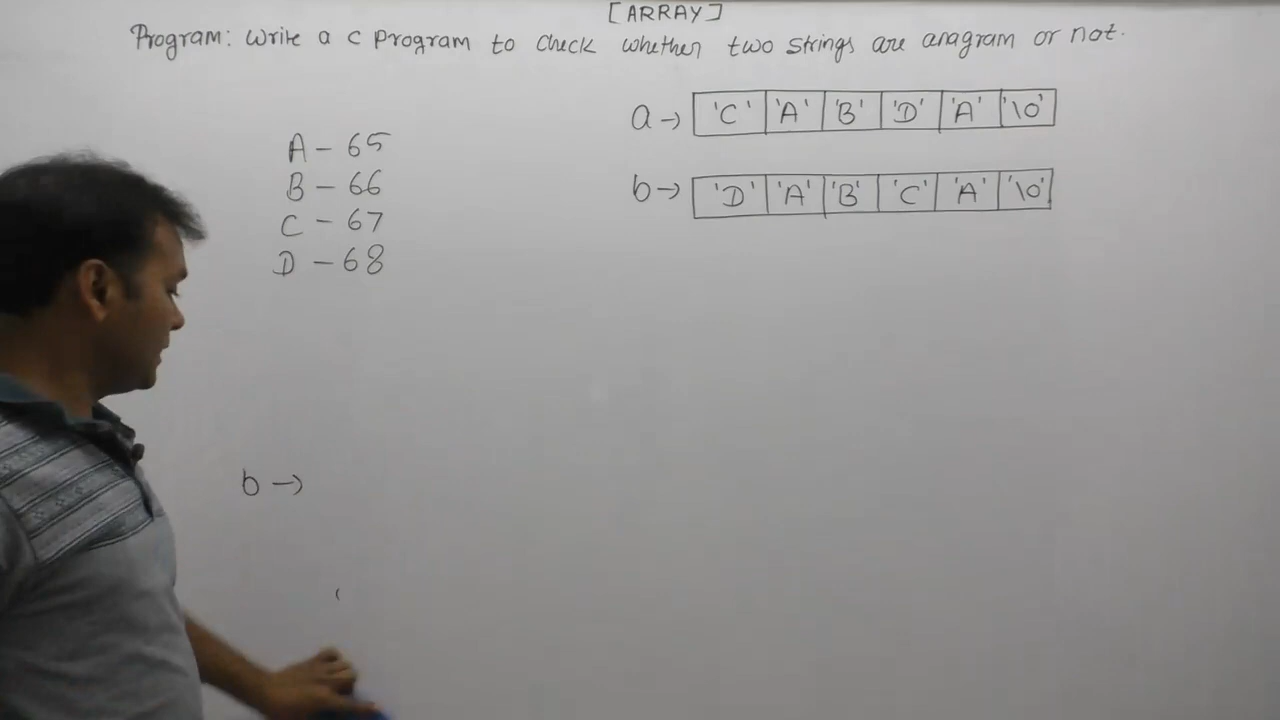 [ARRAY]
Program: Write a C program to check whether two strings are anagram or not.
a → 'C' 'A' 'B' 'D' 'A' '\0'
A – 65
b → 'D' 'A' 'B' 'C' 'A' '\0'
B – 66
C – 67
D – 68
b →